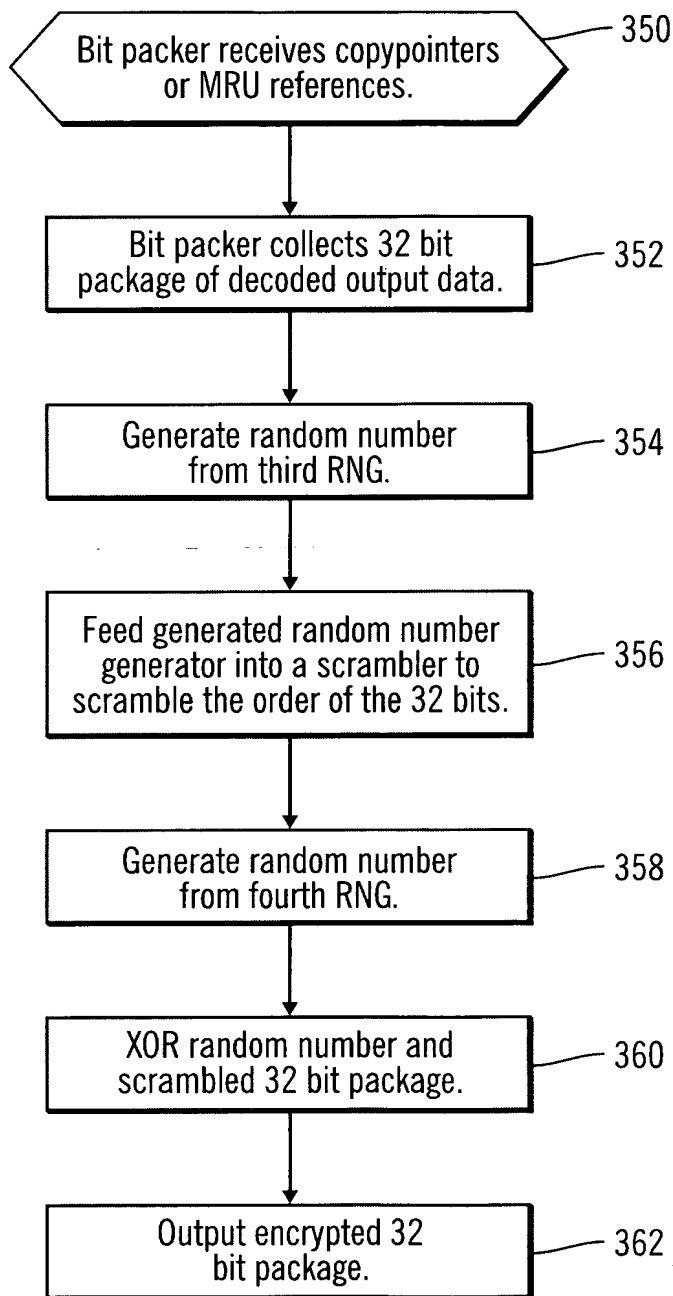 Bit packer receives copypointers
or MRU references.
350
Bit packer collects 32 bit
package of decoded output data.
352
Generate random number
from third RNG.
354
Feed generated random number
generator into a scrambler to
scramble the order of the 32 bits.
356
Generate random number
from fourth RNG.
358
XOR random number and
scrambled 32 bit package.
360
Output encrypted 32
bit package.
362